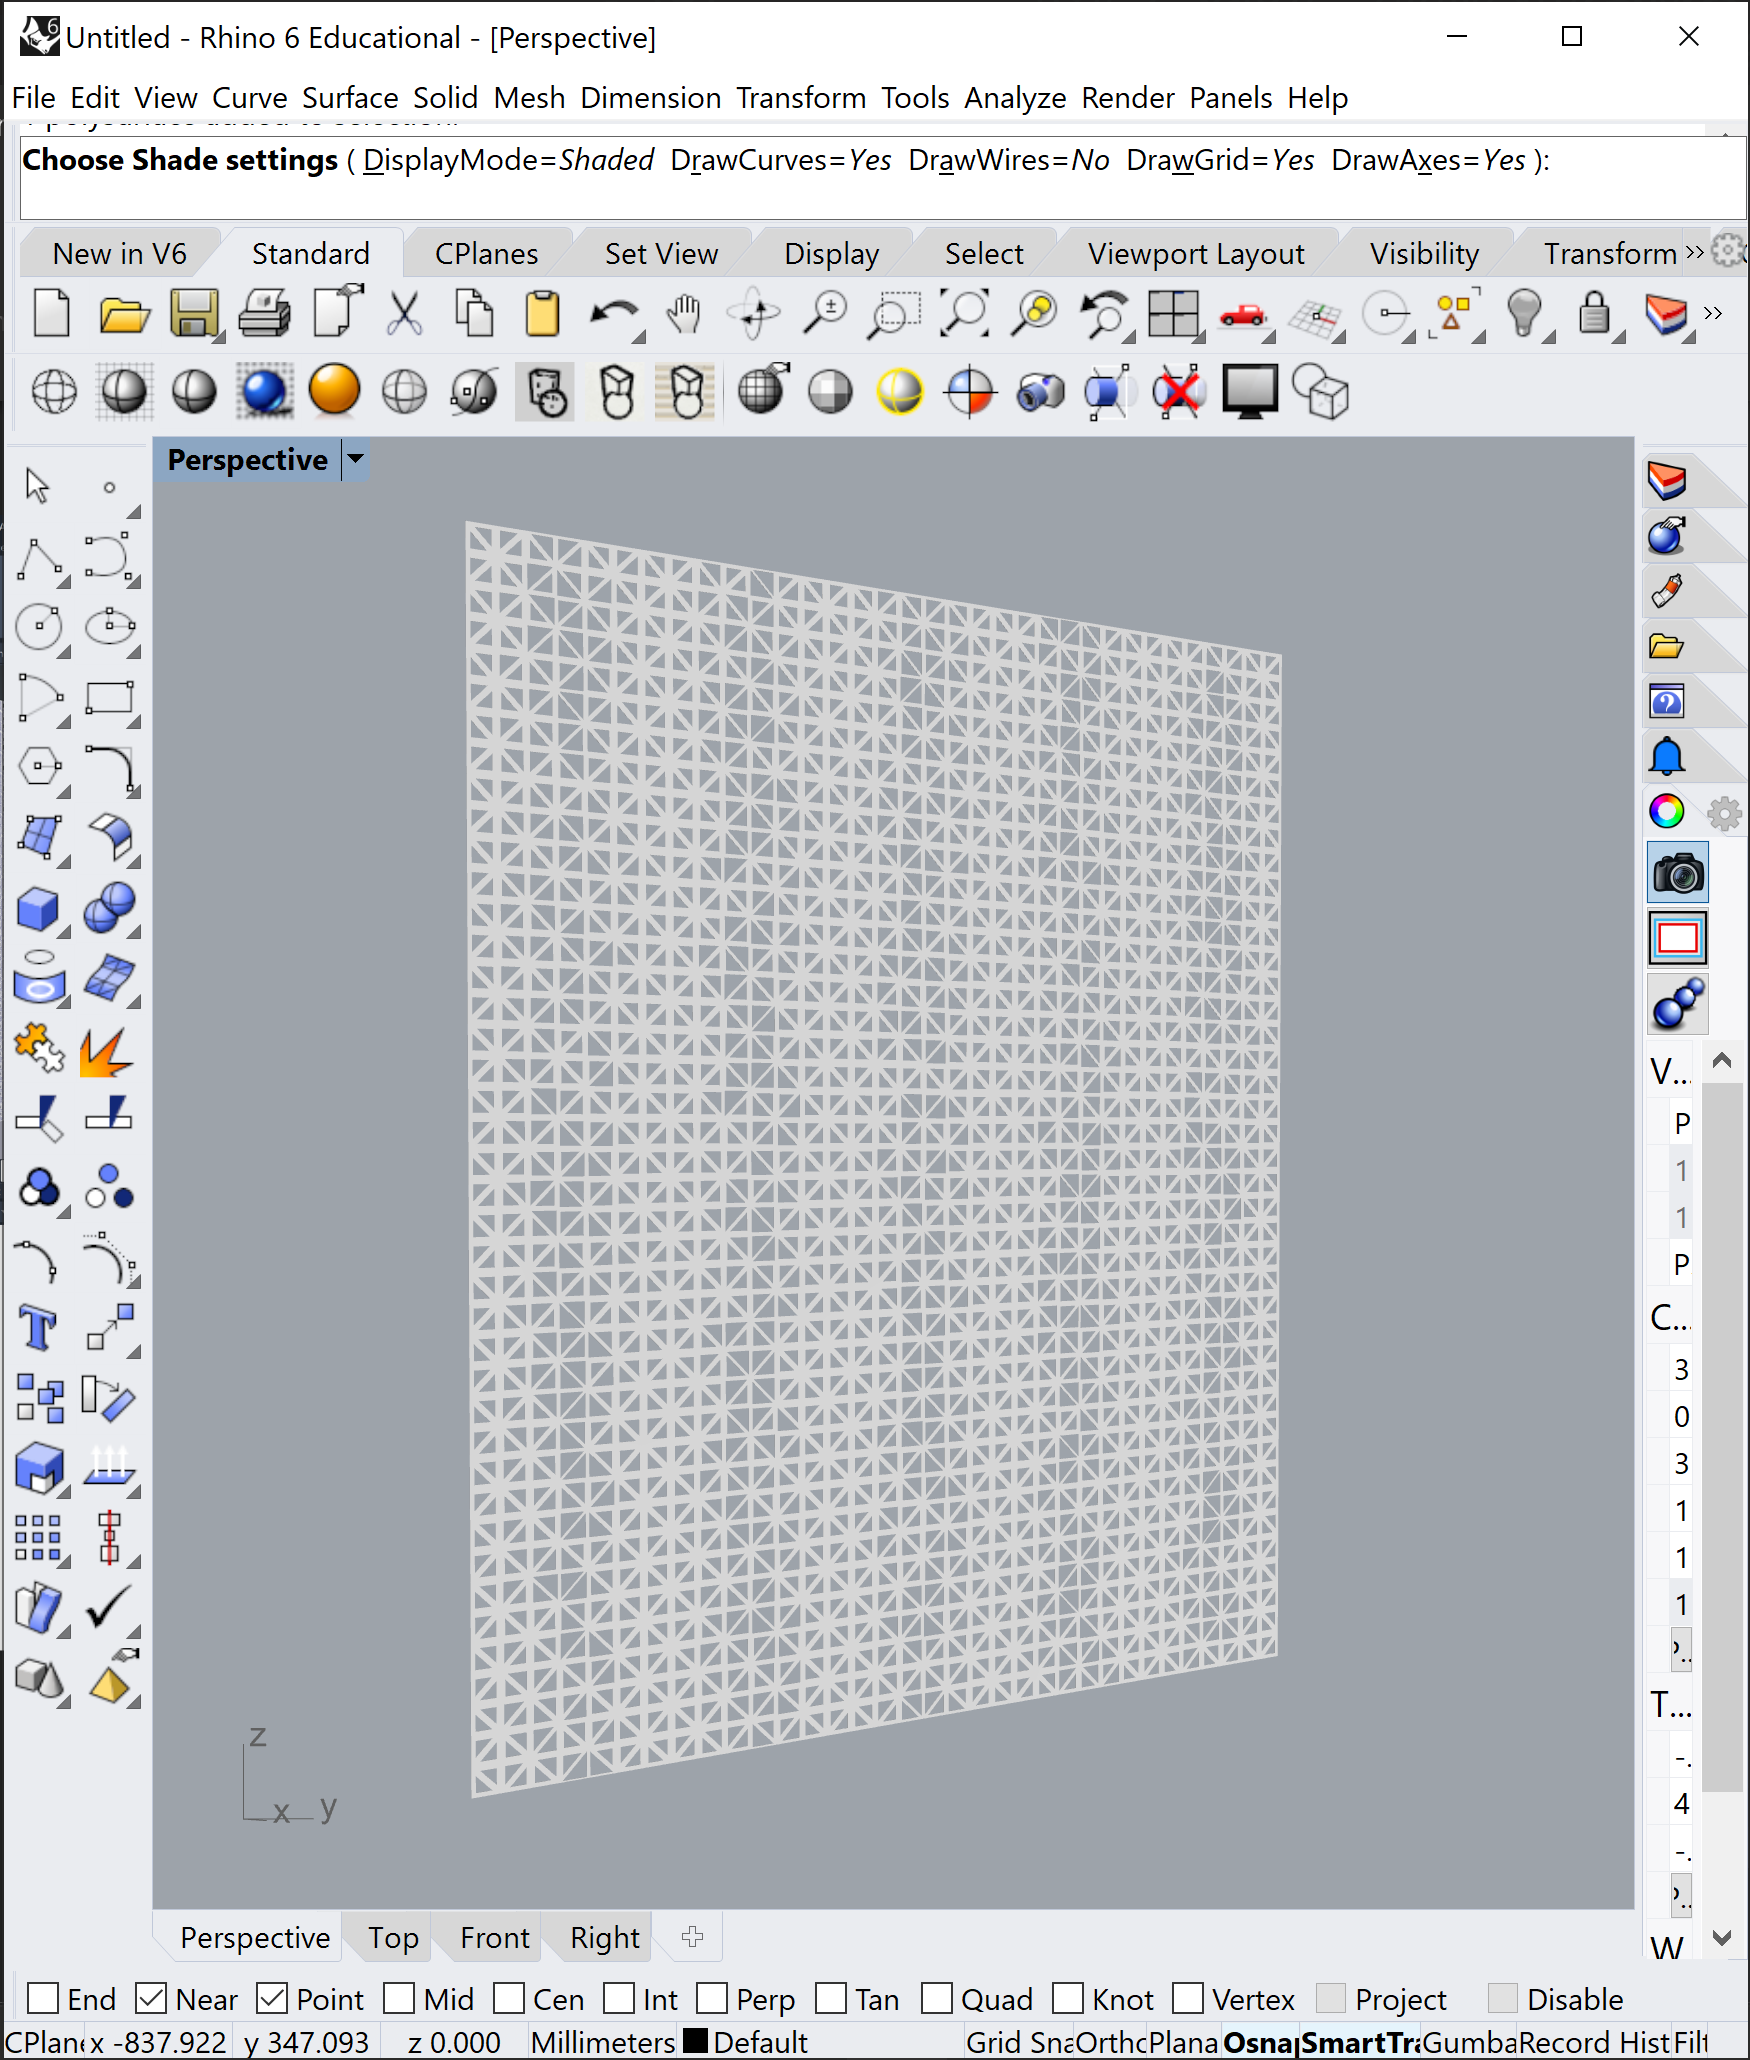 Untitled - Rhino 6 Educational - [Perspective]
File Edit View Curve Surface Solid Mesh Dimension Transform Tools Analyze Render Panels Help
Choose Shade settings ( DisplayMode=Shaded DrawCurves=Yes DrawWires=No DrawGrid=Yes DrawAxes=Yes ):
New in V6 Standard CPlanes Set View Display Select Viewport Layout Visibility Transform
Perspective
V...
P
1
1
P
C...
3
0
3
1
1
1
T...
-.
4
-.
W
z
x y
Perspective Top Front Right
End Near Point Mid Cen Int Perp Tan Quad Knot Vertex Project Disable
CPlan x -837.922 y 347.093 z 0.000 Millimeters Default Grid Sna Ortho Plana Osnap SmartTra Gumba Record Hist Filt